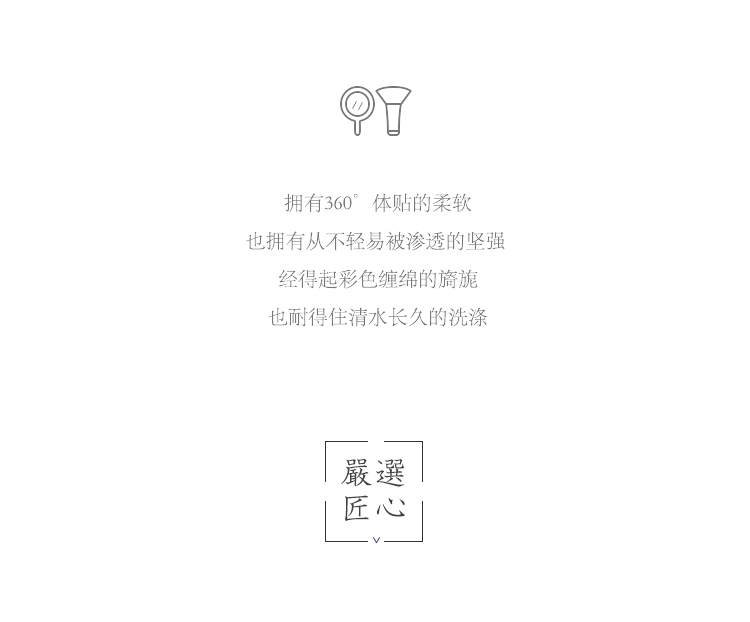 拥有360°体贴的柔软
也拥有从不轻易被渗透的坚强
经得起彩色缠绵的旖旎
也耐得住清水长久的洗涤
嚴選
匠心